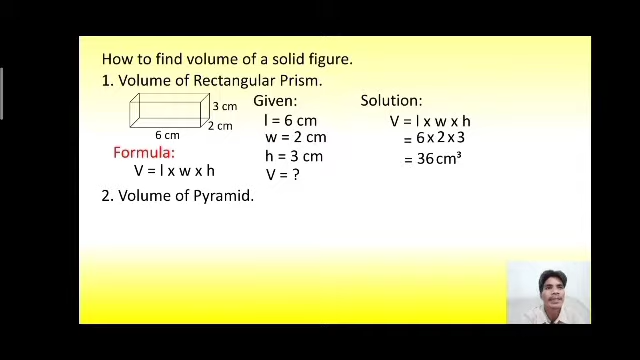 How to find volume of a solid figure.
1. Volume of Rectangular Prism.
3 cm
2 cm
6 cm
Formula:
V = l x w x h
Given:
l = 6 cm
w = 2 cm
h = 3 cm
V = ?
Solution:
V = l x w x h
= 6 x 2 x 3
= 36 cm³
2. Volume of Pyramid.